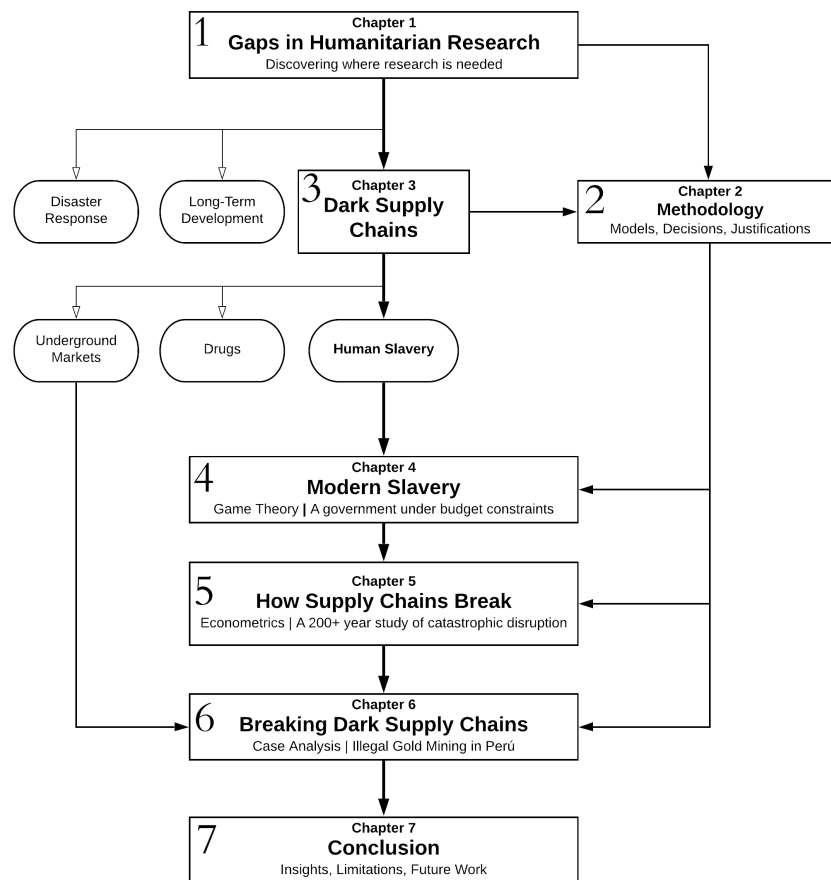 1
Chapter 1
Gaps in Humanitarian Research
Discovering where research is needed
Disaster
Response
Long-Term
Development
3
Chapter 3
Dark Supply
Chains
2
Chapter 2
Methodology
Models, Decisions, Justifications
Underground
Markets
Drugs
Human Slavery
4
Chapter 4
Modern Slavery
Game Theory | A government under budget constraints
5
Chapter 5
How Supply Chains Break
Econometrics | A 200+ year study of catastrophic disruption
6
Chapter 6
Breaking Dark Supply Chains
Case Analysis | Illegal Gold Mining in Perú
7
Chapter 7
Conclusion
Insights, Limitations, Future Work